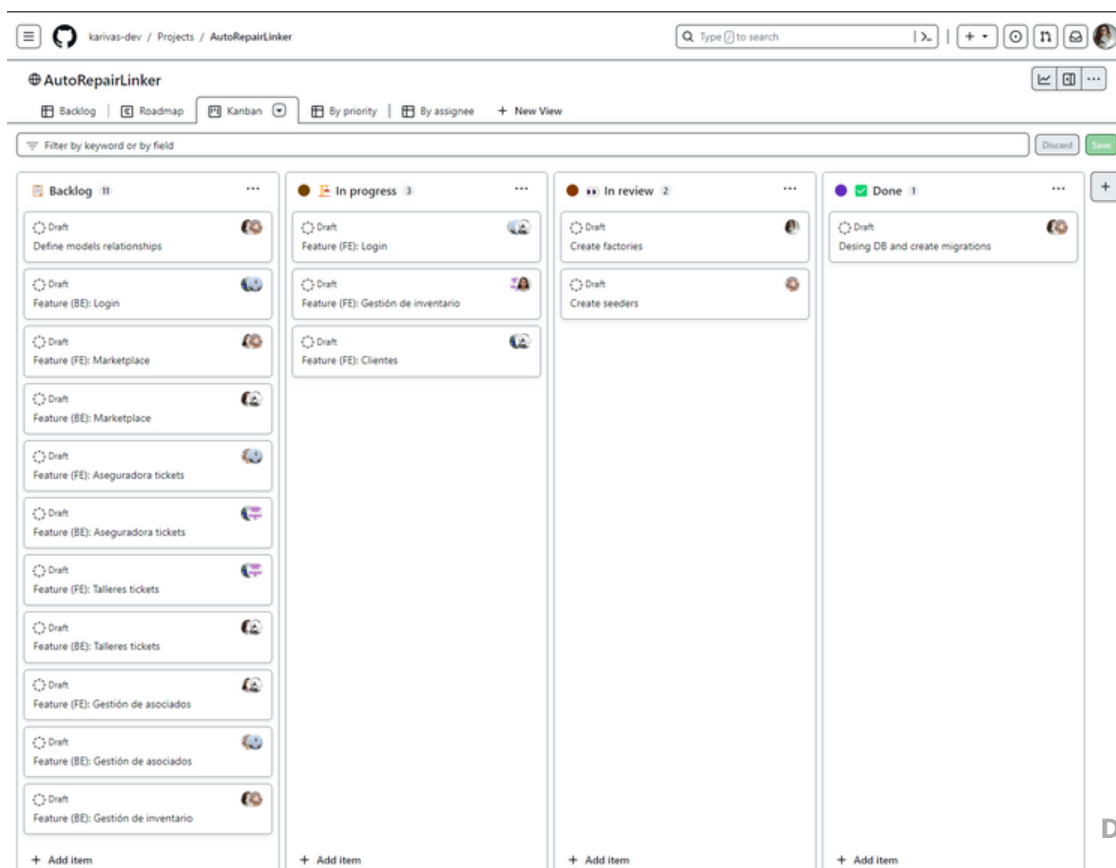 karivas-dev / Projects / AutoRepairLinker
Type / to search
AutoRepairLinker
Backlog
Roadmap
Kanban
By priority
By assignee
+ New View
Filter by keyword or by field
Discard
Save
Backlog 11
Draft
Define models relationships
Draft
Feature (BE): Login
Draft
Feature (FE): Marketplace
Draft
Feature (BE): Marketplace
Draft
Feature (FE): Aseguradora tickets
Draft
Feature (BE): Aseguradora tickets
Draft
Feature (FE): Talleres tickets
Draft
Feature (BE): Talleres tickets
Draft
Feature (FE): Gestión de asociados
Draft
Feature (BE): Gestión de asociados
Draft
Feature (BE): Gestión de inventario
+ Add item
In progress 3
Draft
Feature (FE): Login
Draft
Feature (FE): Gestión de inventario
Draft
Feature (FE): Clientes
+ Add item
In review 2
Draft
Create factories
Draft
Create seeders
+ Add item
Done 1
Draft
Desing DB and create migrations
+ Add item
D